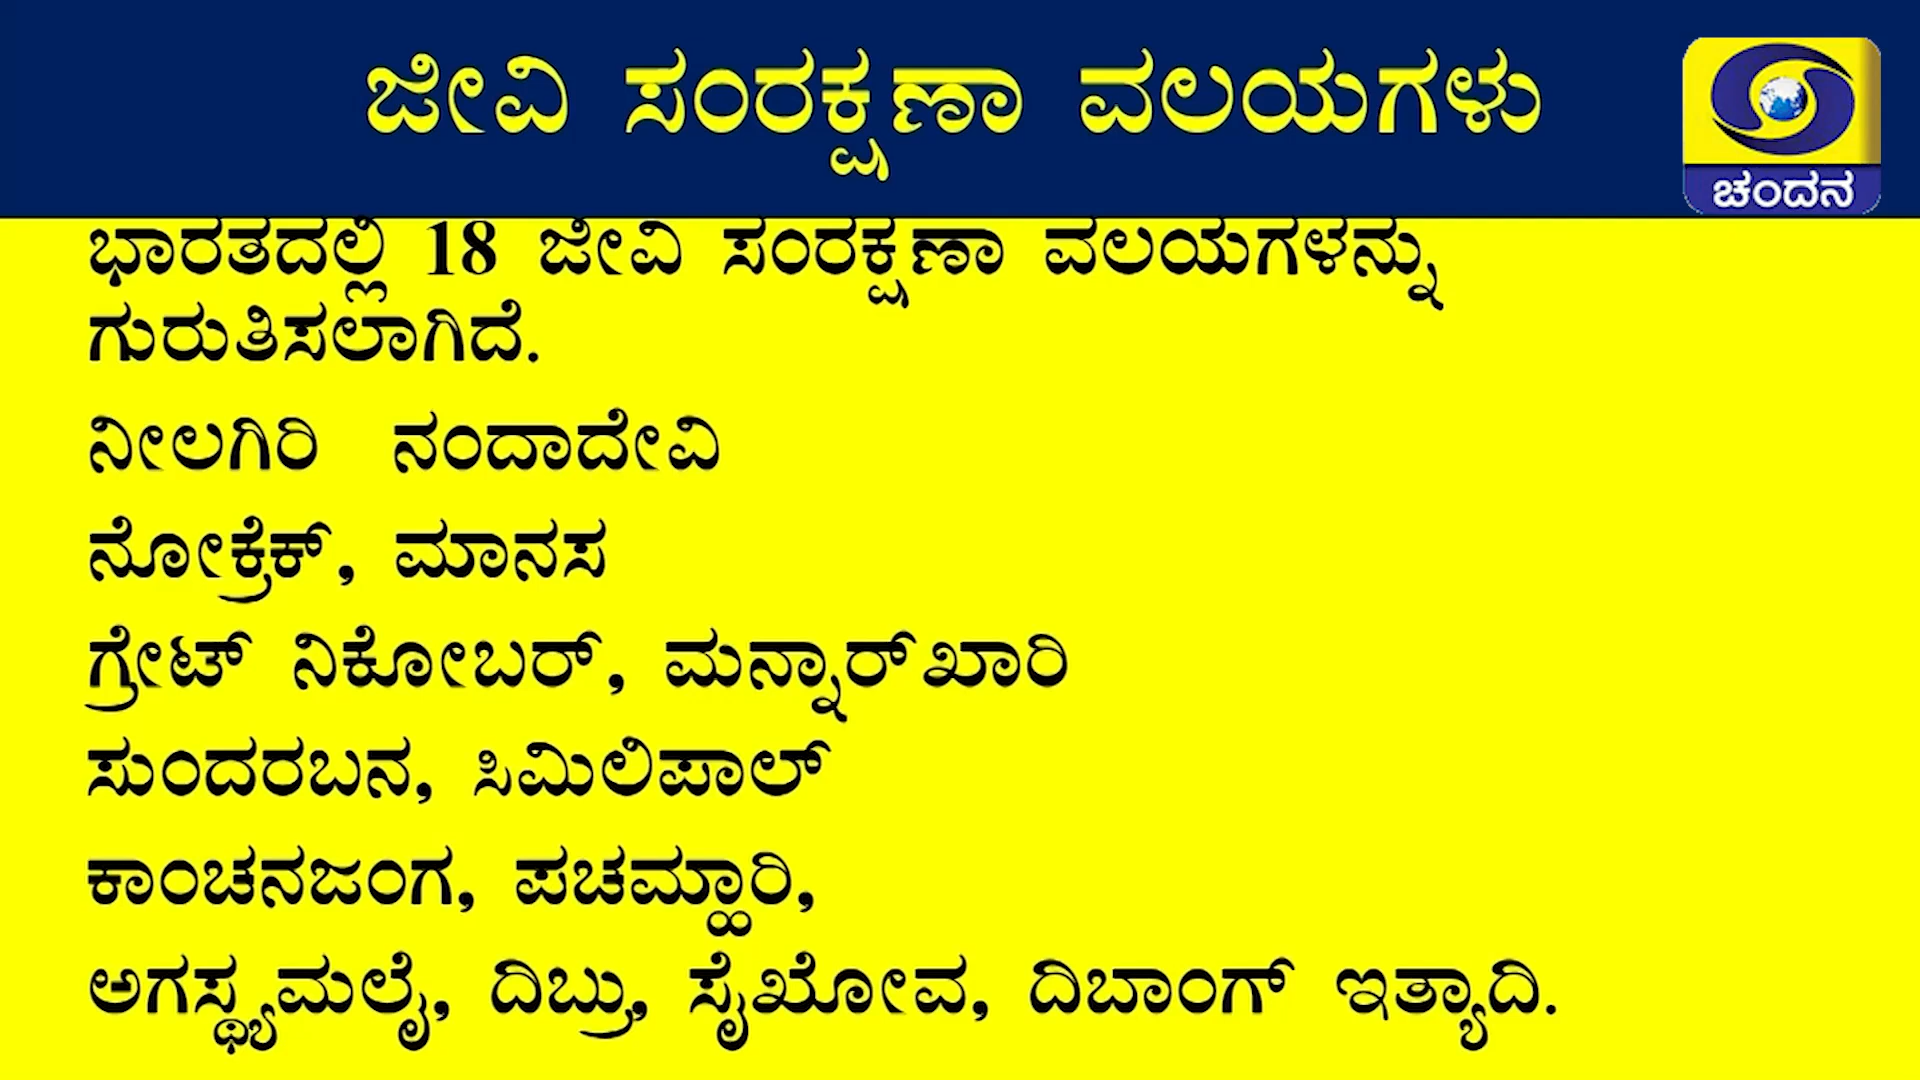 ಜೀವಿ ಸಂರಕ್ಷಣಾ ವಲಯಗಳು
ಚಂದನ
ಭಾರತದಲ್ಲಿ 18 ಜೀವಿ ಸಂರಕ್ಷಣಾ ವಲಯಗಳನ್ನು
ಗುರುತಿಸಲಾಗಿದೆ.
ನೀಲಗಿರಿ ನಂದಾದೇವಿ
ನೋಕ್ರೆಕ್, ಮಾನಸ
ಗ್ರೇಟ್ ನಿಕೋಬರ್, ಮನ್ನಾರ್‌ಖಾರಿ
ಸುಂದರಬನ, ಸಿಮಿಲಿಪಾಲ್
ಕಾಂಚನಜಂಗ, ಪಚಮ್ಹಾರಿ,
ಅಗಸ್ಥ್ಯಮಲೈ, ದಿಬ್ರು, ಸೈಖೋವ, ದಿಬಾಂಗ್ ಇತ್ಯಾದಿ.